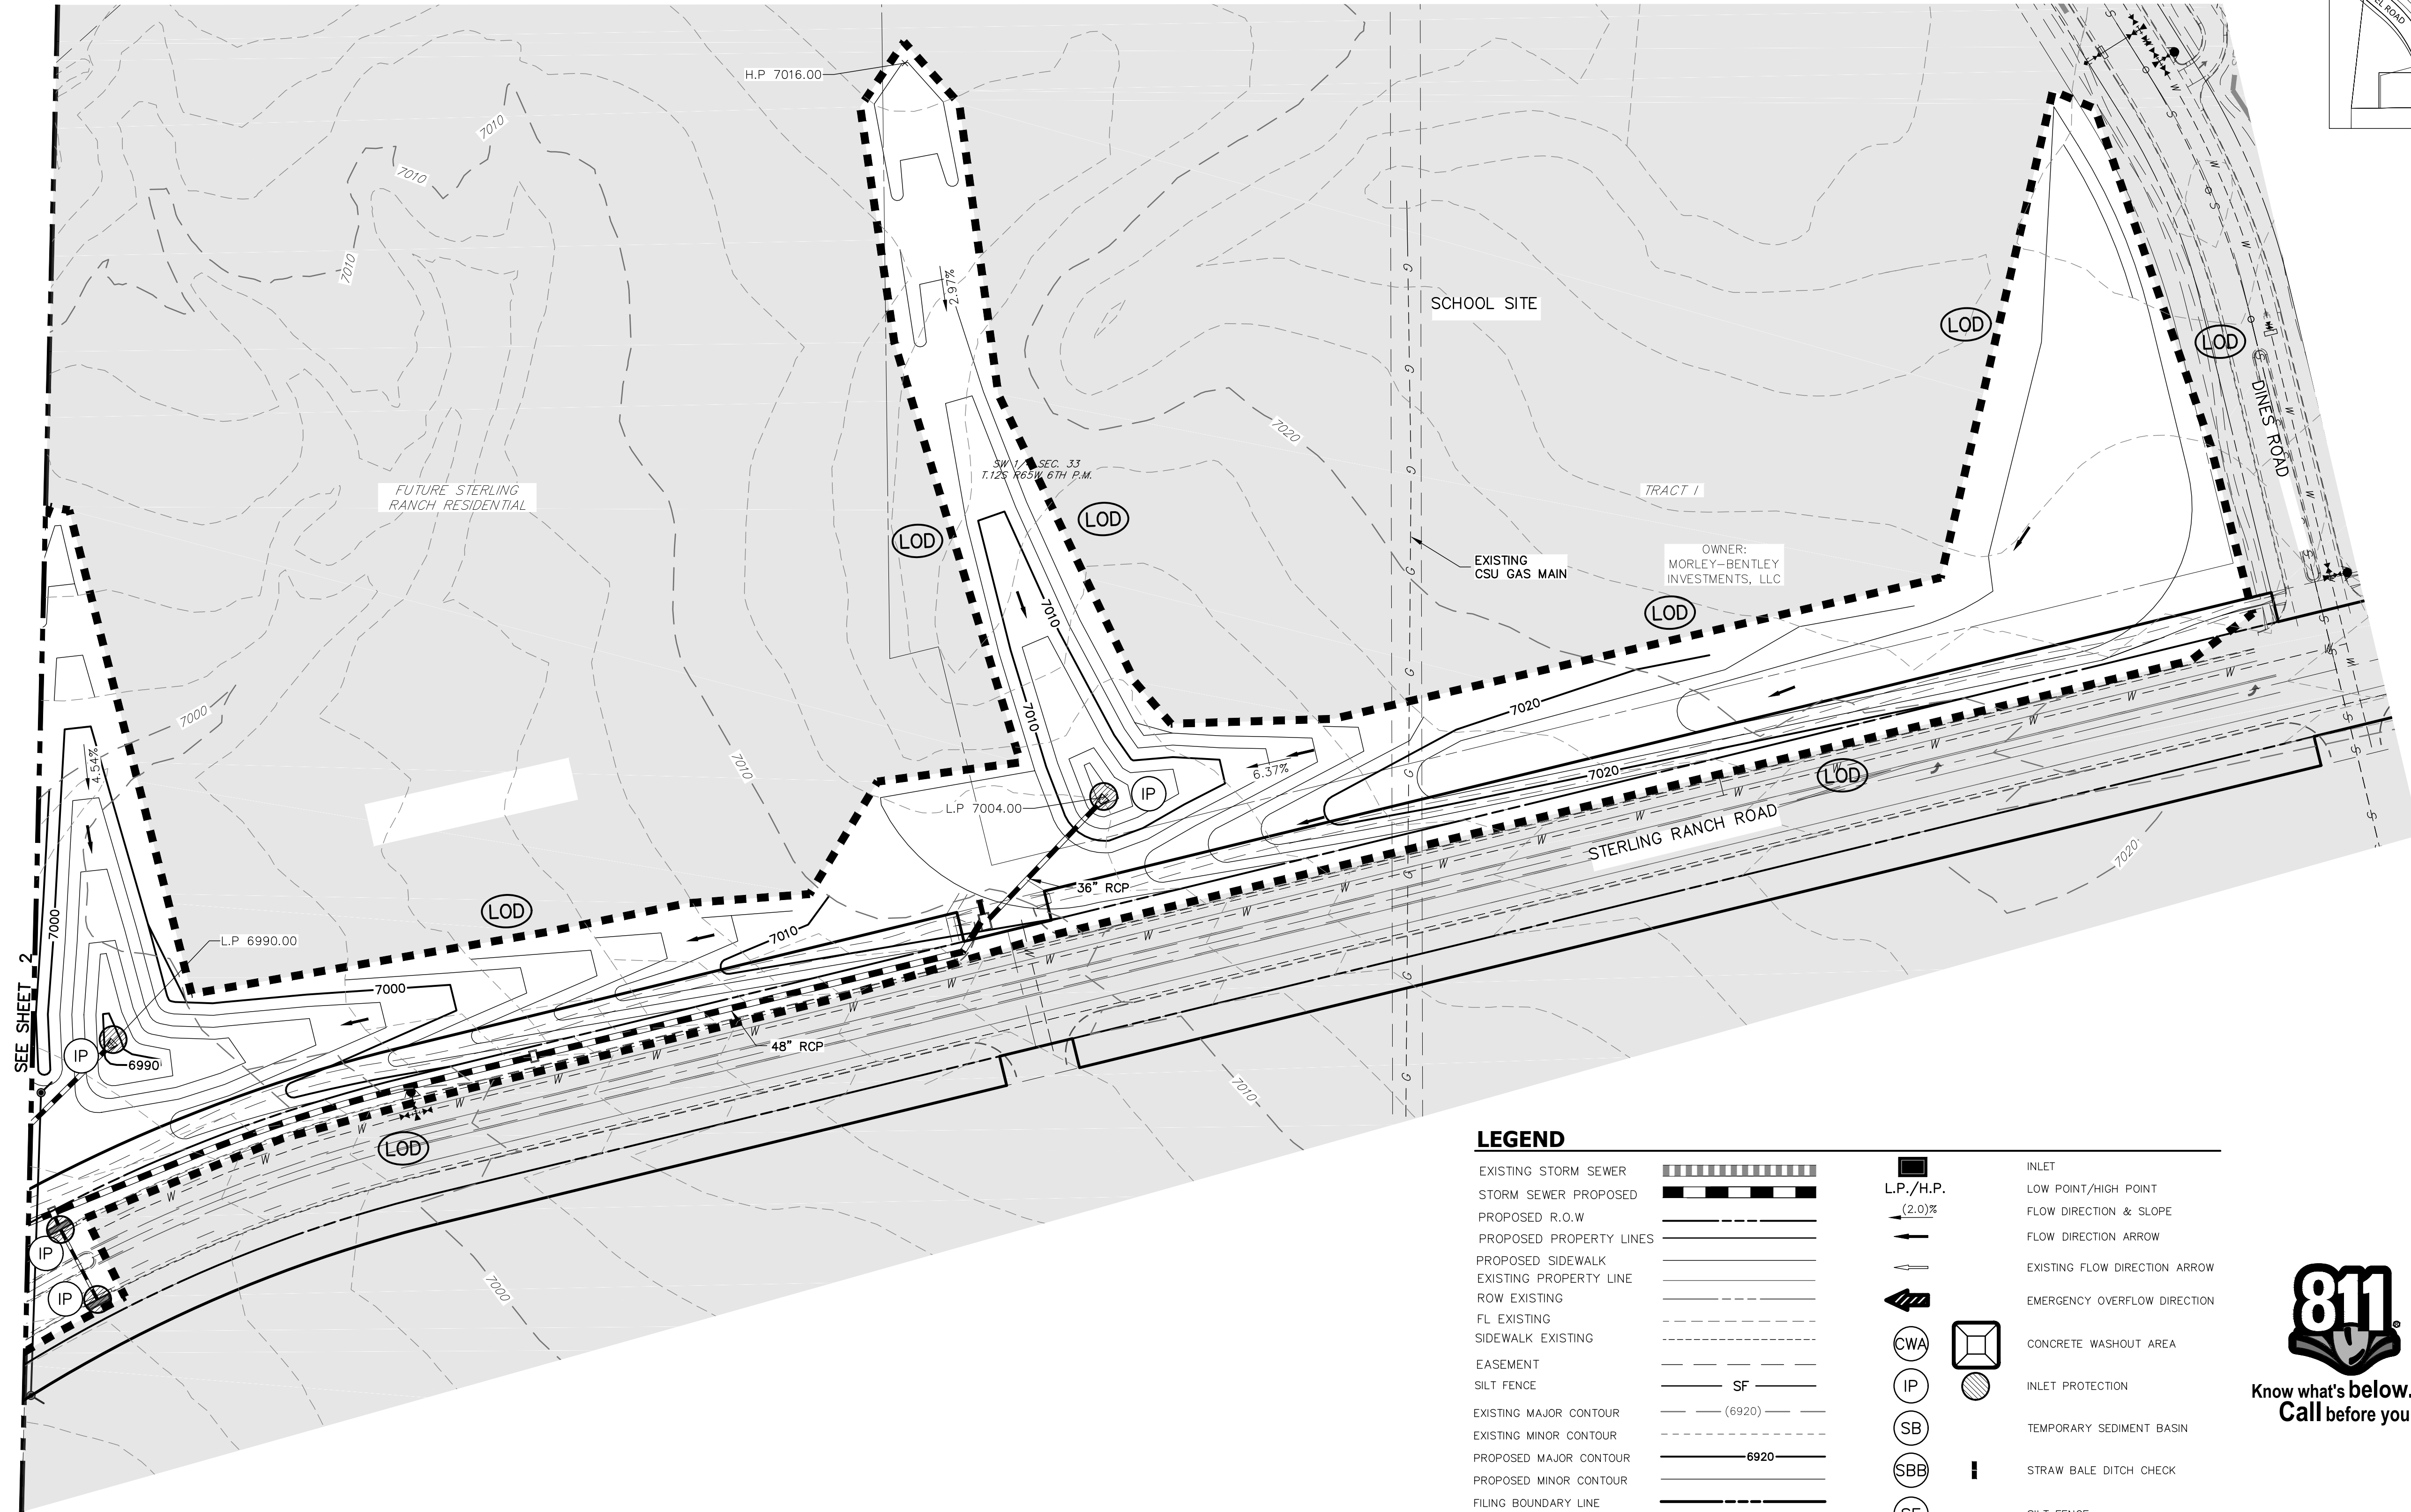 EL ROAD
H.P 7016.00
7010
7010
7010
2.97%
SCHOOL SITE
LOD
LOD
DINES ROAD
7020
SW 1/4 SEC. 33
T.12S R65W 6TH P.M.
FUTURE STERLING
RANCH RESIDENTIAL
TRACT I
LOD
LOD
EXISTING
CSU GAS MAIN
OWNER:
MORLEY-BENTLEY
INVESTMENTS, LLC
LOD
7010
7010
7020
7020
7000
4.54%
7010
6.37%
L.P 7004.00
IP
LOD
STERLING RANCH ROAD
7020
36" RCP
LOD
7010
7000
L.P 6990.00
7000
SEE SHEET 2
IP
6990
48" RCP
7010
LOD
IP
IP
7000
LEGEND
EXISTING STORM SEWER
STORM SEWER PROPOSED
PROPOSED R.O.W
PROPOSED PROPERTY LINES
PROPOSED SIDEWALK
EXISTING PROPERTY LINE
ROW EXISTING
FL EXISTING
SIDEWALK EXISTING
EASEMENT
SILT FENCE SF
EXISTING MAJOR CONTOUR (6920)
EXISTING MINOR CONTOUR
PROPOSED MAJOR CONTOUR 6920
PROPOSED MINOR CONTOUR
FILING BOUNDARY LINE
INLET
L.P./H.P. LOW POINT/HIGH POINT
(2.0)% FLOW DIRECTION & SLOPE
FLOW DIRECTION ARROW
EXISTING FLOW DIRECTION ARROW
EMERGENCY OVERFLOW DIRECTION
CWA CONCRETE WASHOUT AREA
IP INLET PROTECTION
SB TEMPORARY SEDIMENT BASIN
SBB STRAW BALE DITCH CHECK
811
Know what's below.
Call before you